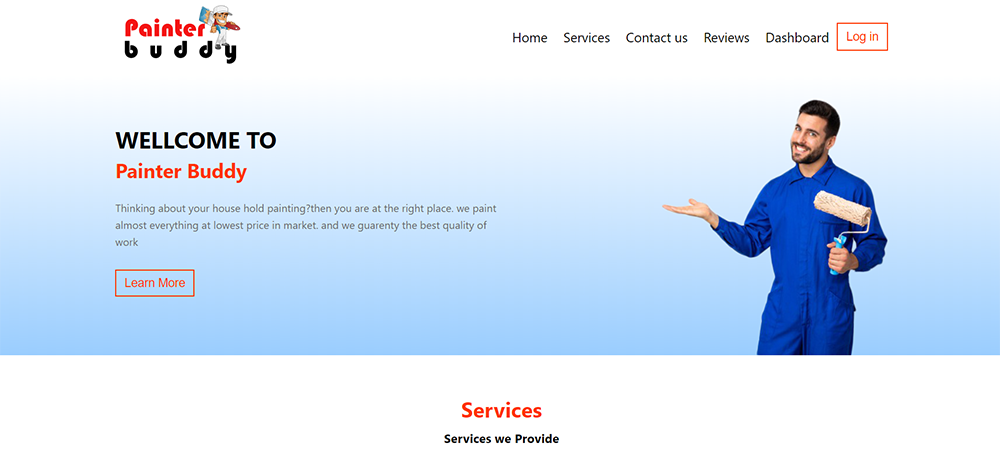 Painter
buddy
Home Services Contact us Reviews Dashboard Log in
WELLCOME TO
Painter Buddy
Thinking about your house hold painting?then you are at the right place. we paint
almost everything at lowest price in market. and we guarenty the best quality of
work
Learn More
Services
Services we Provide